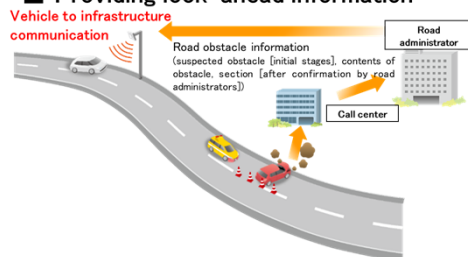 Providing look-ahead information
Vehicle to infrastructure
communication
Road
administrator
Road obstacle information
(suspected obstacle [initial stages], contents of
obstacle, section [after confirmation by road
administrators])
Call center